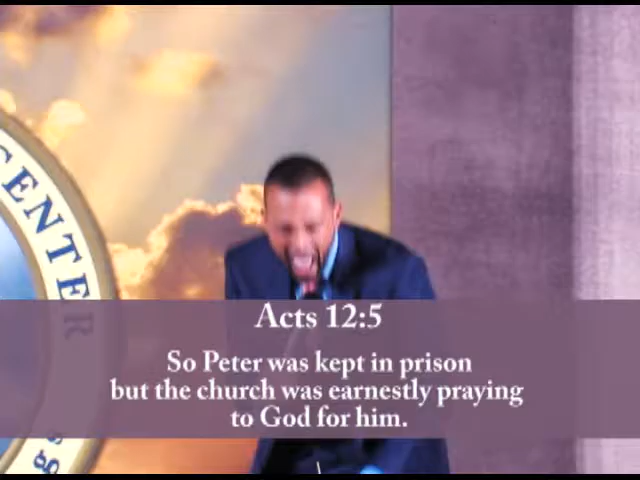 CENTER
Acts 12:5
So Peter was kept in prison
but the church was earnestly praying
to God for him.